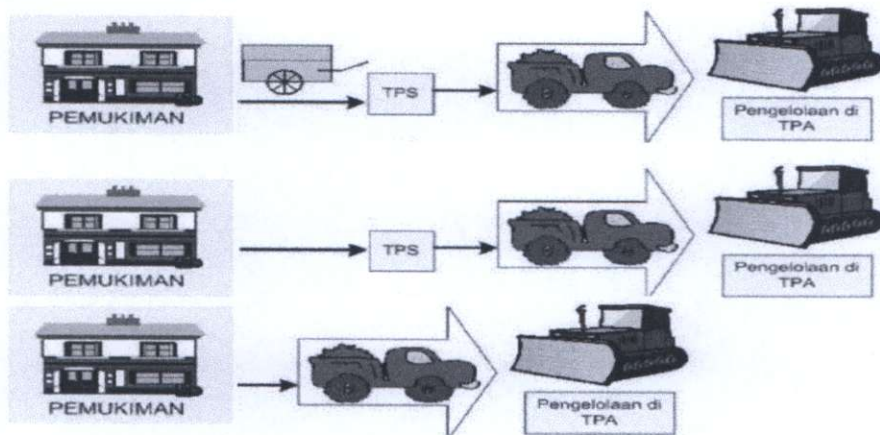 PEMUKIMAN
TPS
Pengelolaan di
TPA
PEMUKIMAN
TPS
Pengelolaan di
TPA
PEMUKIMAN
Pengelolaan di
TPA